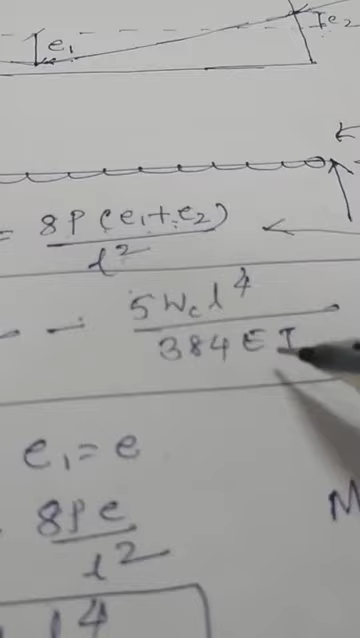 e₁
e₂
= 8P(e₁+e₂) / l²
- - 5Wcl⁴ / 384EI
e₁ = e
8Pe / l²
M
l⁴